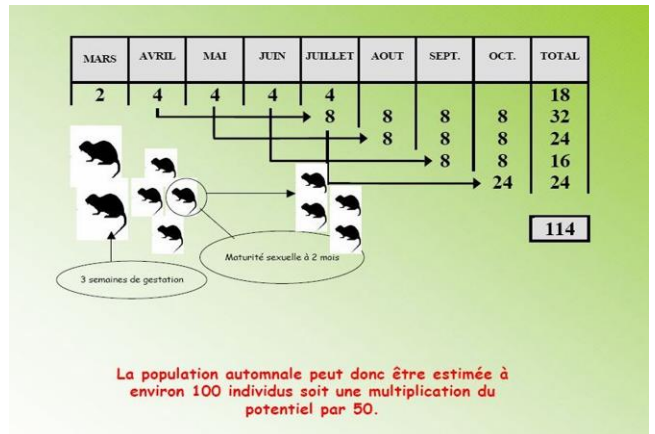 MARS AVRIL MAI JUIN JUILLET AOUT SEPT. OCT. TOTAL
2 4 4 4 4 18
8 8 8 8 32
8 8 8 24
8 8 16
24 24
114
Maturité sexuelle à 2 mois
3 semaines de gestation
La population automnale peut donc être estimée à
environ 100 individus soit une multiplication du
potentiel par 50.